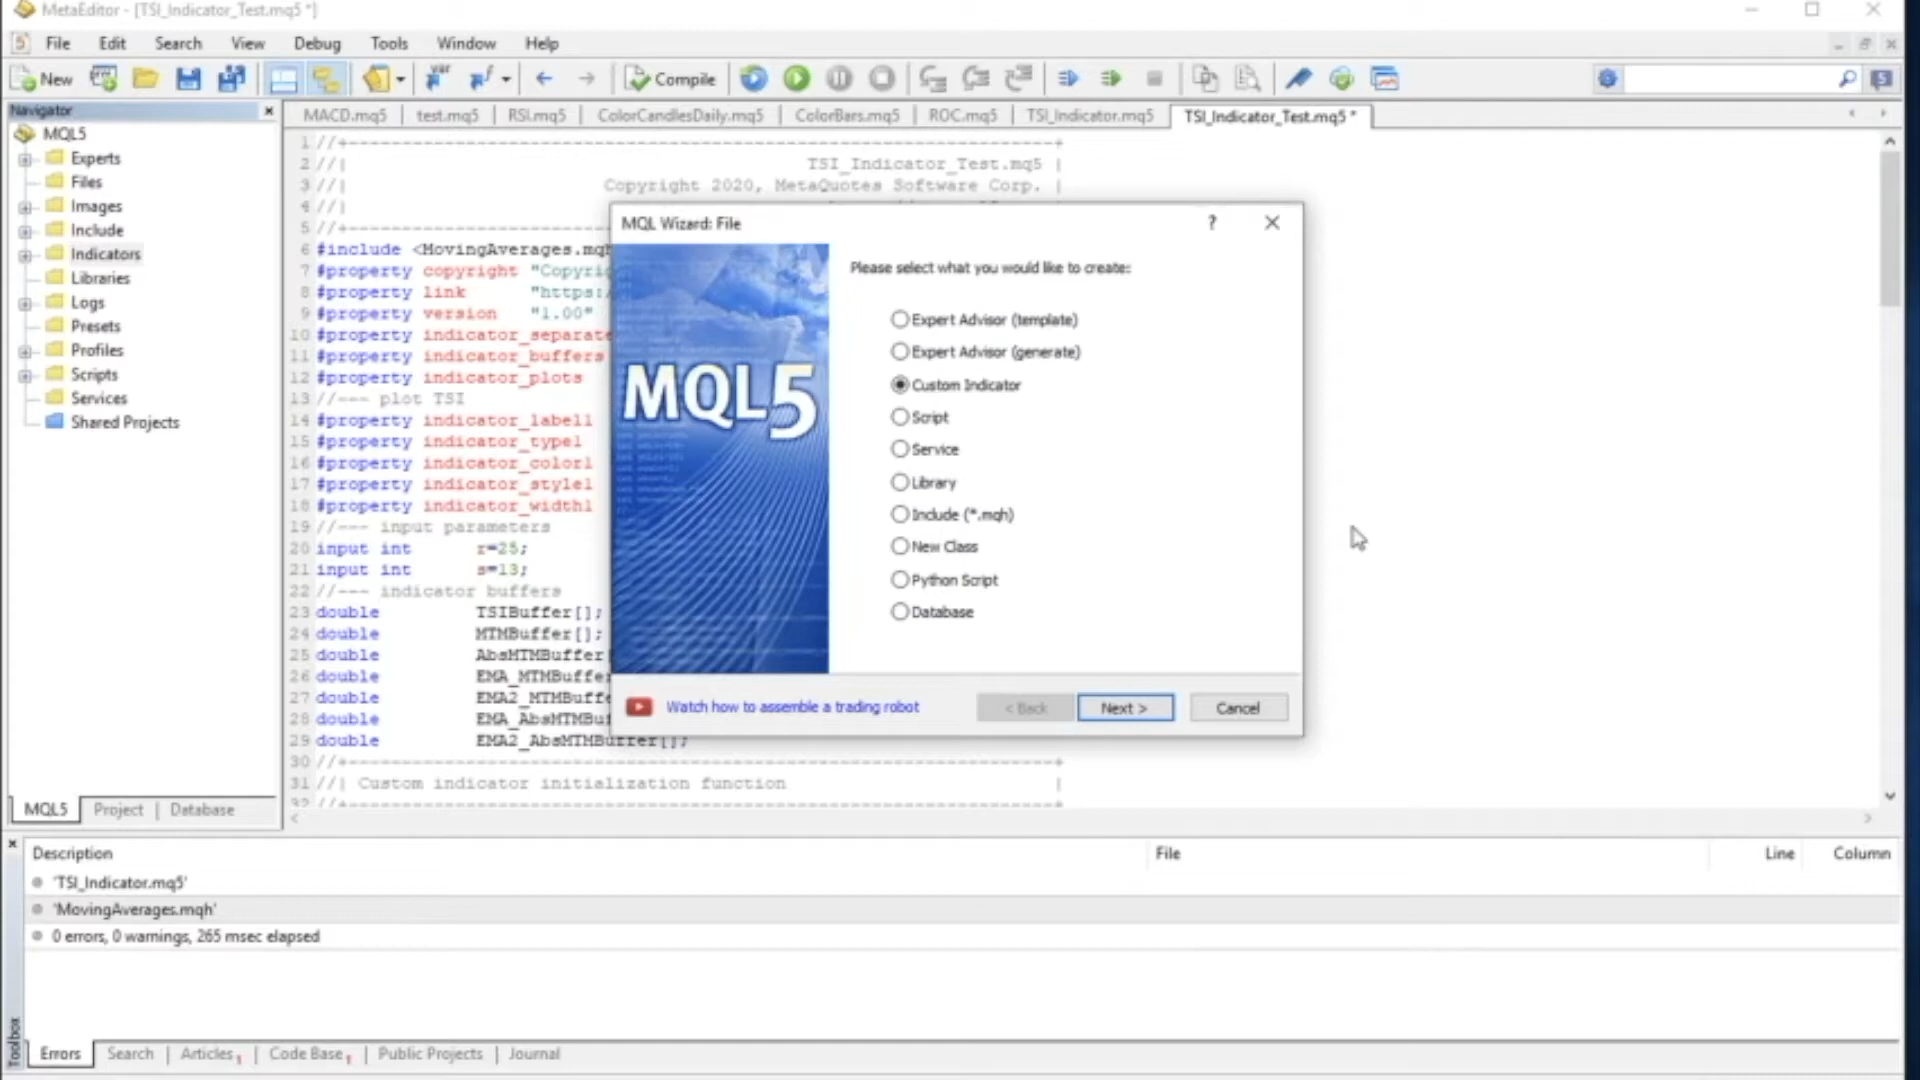 MetaEditor - [TSI_Indicator_Test.mq5 *]
File Edit Search View Debug Tools Window Help
New Compile
Navigator
MQL5
Experts
Files
Images
Include
Indicators
Libraries
Logs
Presets
Profiles
Scripts
Services
Shared Projects
MQL5 Project Database
MACD.mq5 test.mq5 RSI.mq5 ColorCandlesDaily.mq5 ColorBars.mq5 ROC.mq5 TSI_Indicator.mq5 TSI_Indicator_Test.mq5 *
1 //+------------------------------------------------------------------+
2 //| TSI_Indicator_Test.mq5 |
3 //| Copyright 2020, MetaQuotes Software Corp. |
4 //|
5 //+
6 #include <MovingAverages.mqh
7 #property copyright "Copyrig
8 #property link "https:/
9 #property version "1.00"
10 #property indicator_separate
11 #property indicator_buffers
12 #property indicator_plots
13 //--- plot TSI
14 #property indicator_label1
15 #property indicator_type1
16 #property indicator_color1
17 #property indicator_style1
18 #property indicator_width1
19 //--- input parameters
20 input int r=25;
21 input int s=13;
22 //--- indicator buffers
23 double TSIBuffer[];
24 double MTMBuffer[];
25 double AbsMTMBuffer[
26 double EMA_MTMBuffer
27 double EMA2_MTMBuffe
28 double EMA_AbsMTMBuf
29 double EMA2_AbsMTMBuffer[];
30 //+------------------------------------------------------------------+
31 //| Custom indicator initialization function |
32 //+------------------------------------------------------------------+
MQL Wizard: File
MQL5
Please select what you would like to create:
Expert Advisor (template)
Expert Advisor (generate)
Custom Indicator
Script
Service
Library
Include (*.mqh)
New Class
Python Script
Database
Watch how to assemble a trading robot
< Back Next > Cancel
Description File Line Column
'TSI_Indicator.mq5'
'MovingAverages.mqh'
0 errors, 0 warnings, 265 msec elapsed
Toolbox
Errors Search Articles1 Code Base1 Public Projects Journal